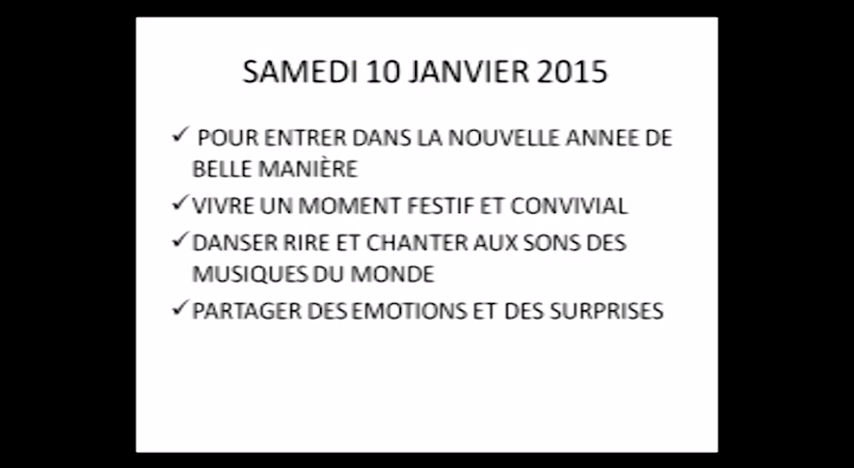 SAMEDI 10 JANVIER 2015
✓ POUR ENTRER DANS LA NOUVELLE ANNEE DE
BELLE MANIÈRE
✓VIVRE UN MOMENT FESTIF ET CONVIVIAL
✓DANSER RIRE ET CHANTER AUX SONS DES
MUSIQUES DU MONDE
✓PARTAGER DES EMOTIONS ET DES SURPRISES